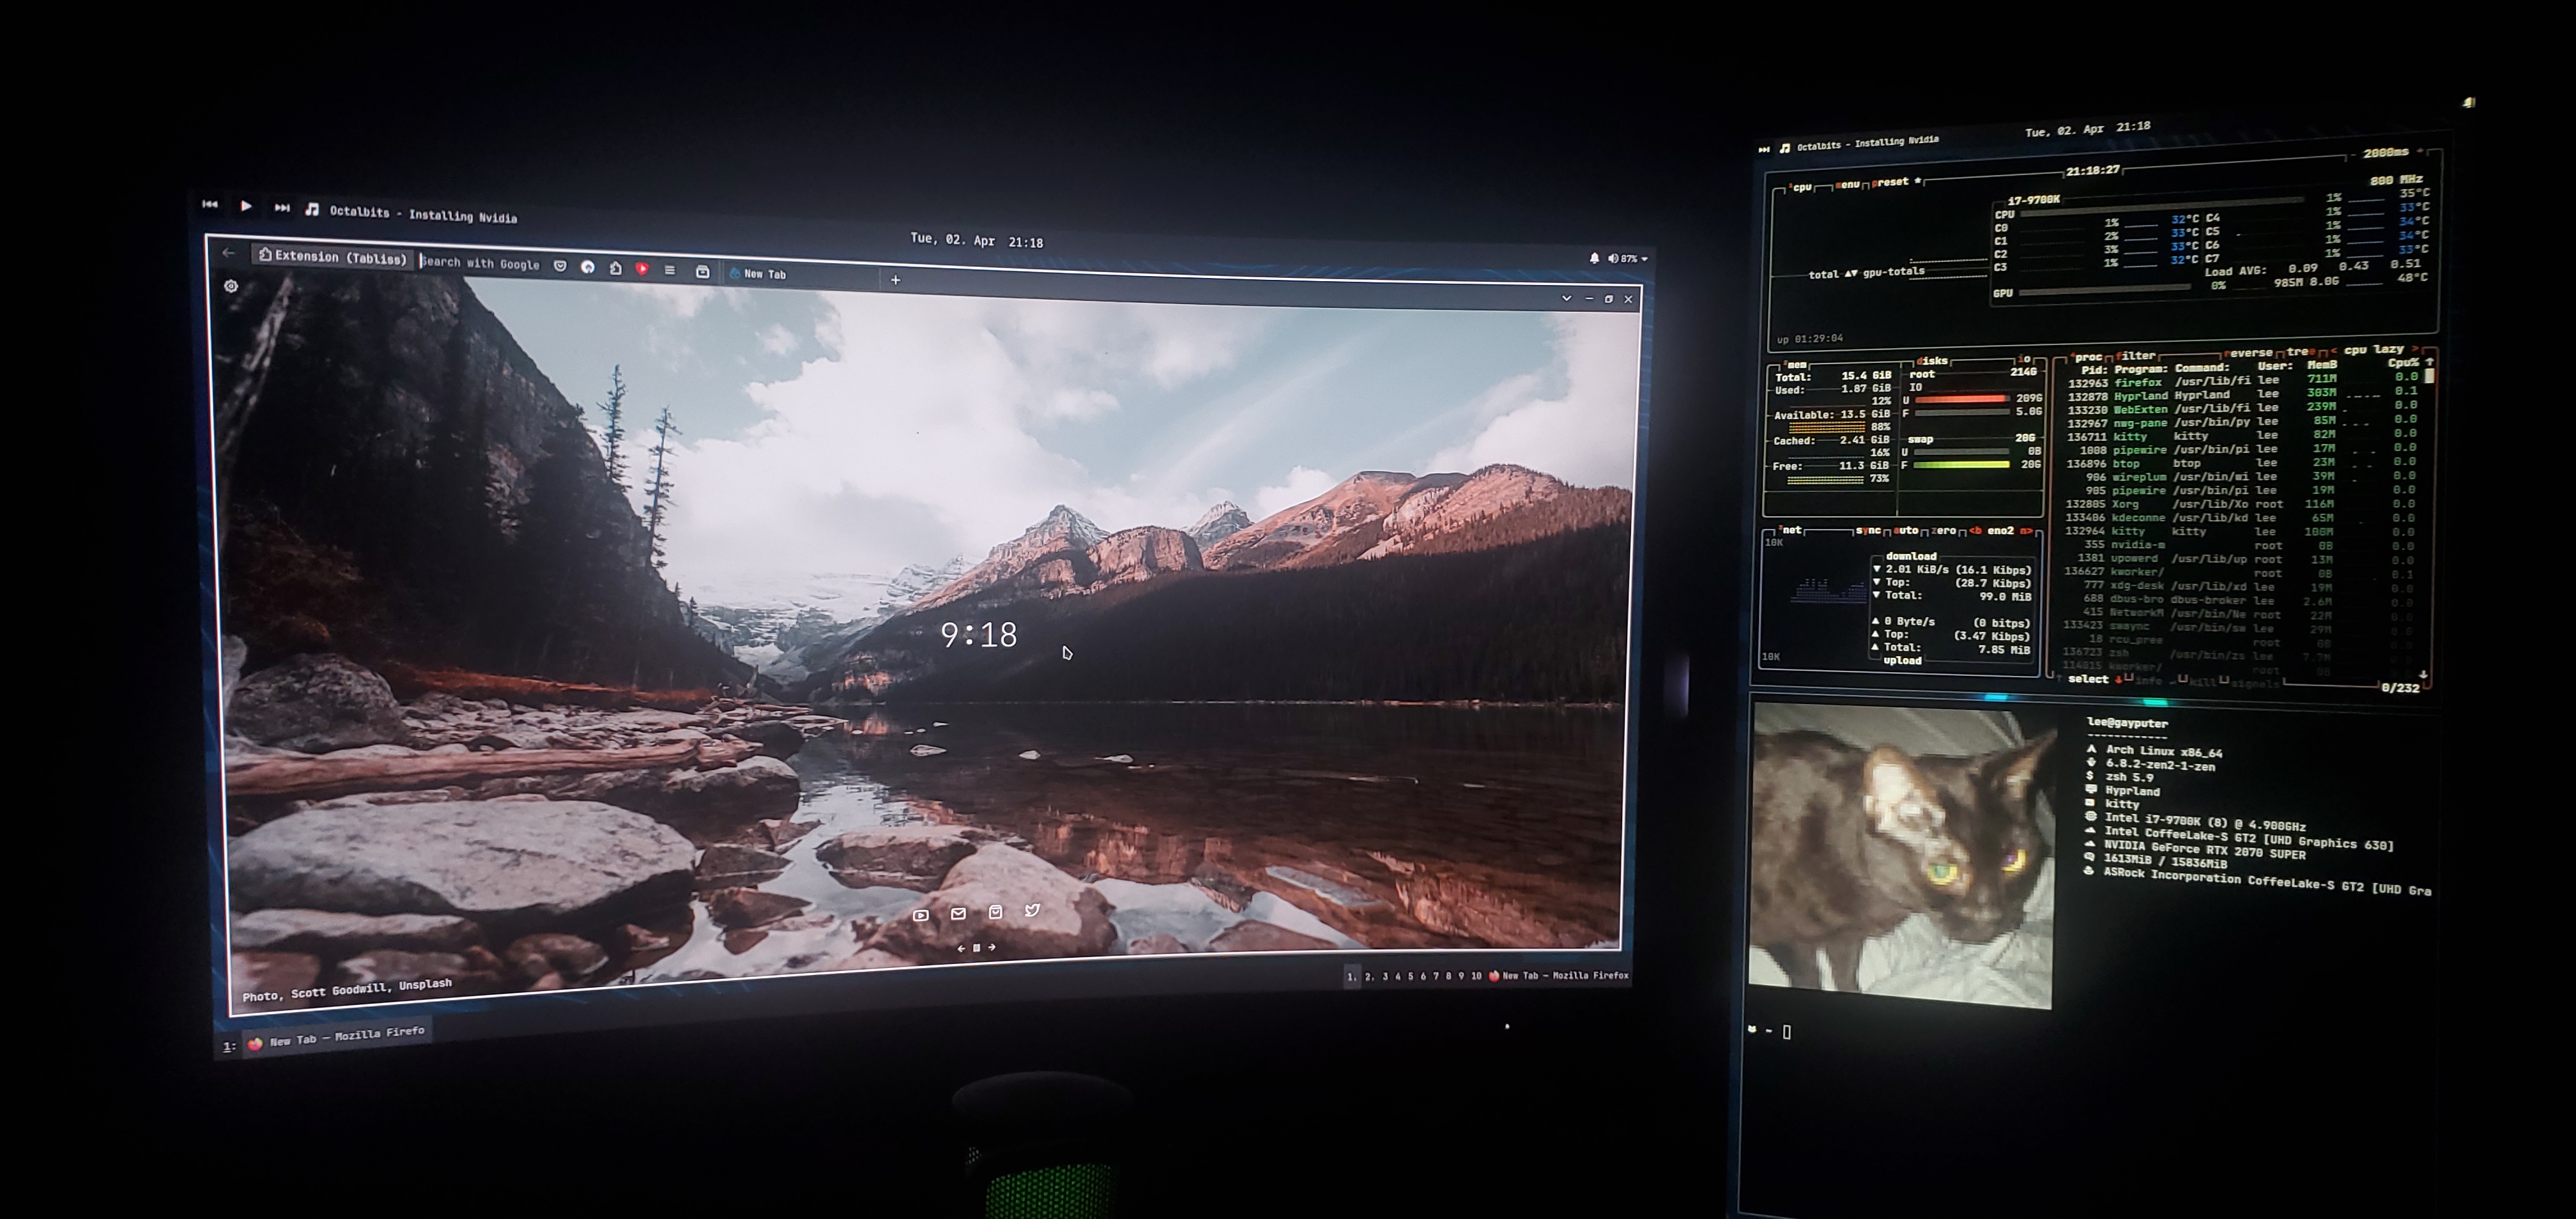 Octalbits - Installing Nvidia
Tue, 02. Apr 21:18
87%
Extension (Tabliss) Search with Google
New Tab
9:18
Photo, Scott Goodwill, Unsplash
1. 2. 3 4 5 6 7 8 9 10 New Tab — Mozilla Firefox
1: New Tab — Mozilla Firefo
Octalbits - Installing Nvidia
Tue, 02. Apr 21:18
cpu menu preset *
21:18:27
- 2000ms +
i7-9700K 800 MHz
CPU 1% 35°C
C0 1% 32°C C4 1% 33°C
C1 2% 33°C C5 1% 34°C
C2 3% 33°C C6 1% 34°C
C3 1% 32°C C7 1% 33°C
Load AVG: 0.09 0.43 0.51
GPU 0% 985M 8.0G 48°C
total ▲▼ gpu-totals
up 01:29:04
mem
Total: 15.4 GiB
Used: 1.87 GiB
12%
Available: 13.5 GiB
88%
Cached: 2.41 GiB
16%
Free: 11.3 GiB
73%
disks io
root 214G
IO
U 209G
F 5.0G
swap 20G
U 0B
F 20G
net sync auto zero <b eno2 n>
10K
download
▼ 2.01 KiB/s (16.1 Kibps)
▼ Top: (28.7 Kibps)
▼ Total: 99.0 MiB
▲ 0 Byte/s (0 bitps)
▲ Top: (3.47 Kibps)
▲ Total: 7.85 MiB
upload
10K
proc filter reverse tree < cpu lazy >
Pid: Program: Command: User: MemB Cpu% ↑
132963 firefox /usr/lib/fi lee 711M 0.0
132878 Hyprland Hyprland lee 303M 0.1
133230 WebExten /usr/lib/fi lee 239M 0.0
132967 nwg-pane /usr/bin/py lee 85M 0.0
136711 kitty kitty lee 82M 0.0
1008 pipewire /usr/bin/pi lee 17M 0.0
136896 btop btop lee 23M 0.0
906 wireplum /usr/bin/wi lee 39M 0.0
905 pipewire /usr/bin/pi lee 19M 0.0
132805 Xorg /usr/lib/Xo root 116M 0.0
133406 kdeconne /usr/lib/kd lee 65M 0.0
132964 kitty kitty lee 108M 0.0
355 nvidia-m root 0B 0.0
1381 upowerd /usr/lib/up root 13M 0.0
136627 kworker/ root 0B 0.1
777 xdg-desk /usr/lib/xd lee 19M 0.0
688 dbus-bro dbus-broker lee 2.6M 0.0
415 NetworkM /usr/bin/Ne root 22M 0.0
133423 swaync /usr/bin/sw lee 29M
18 rcu_pree root 0B
136723 zsh /usr/bin/zs lee 7.7M
kworker/ root
↑ select ↓ info kill signals 0/232
lee@gayputer
------------
Arch Linux x86_64
6.8.2-zen2-1-zen
$ zsh 5.9
Hyprland
kitty
Intel i7-9700K (8) @ 4.900GHz
Intel CoffeeLake-S GT2 [UHD Graphics 630]
NVIDIA GeForce RTX 2070 SUPER
1613MiB / 15836MiB
ASRock Incorporation CoffeeLake-S GT2 [UHD Gra
~